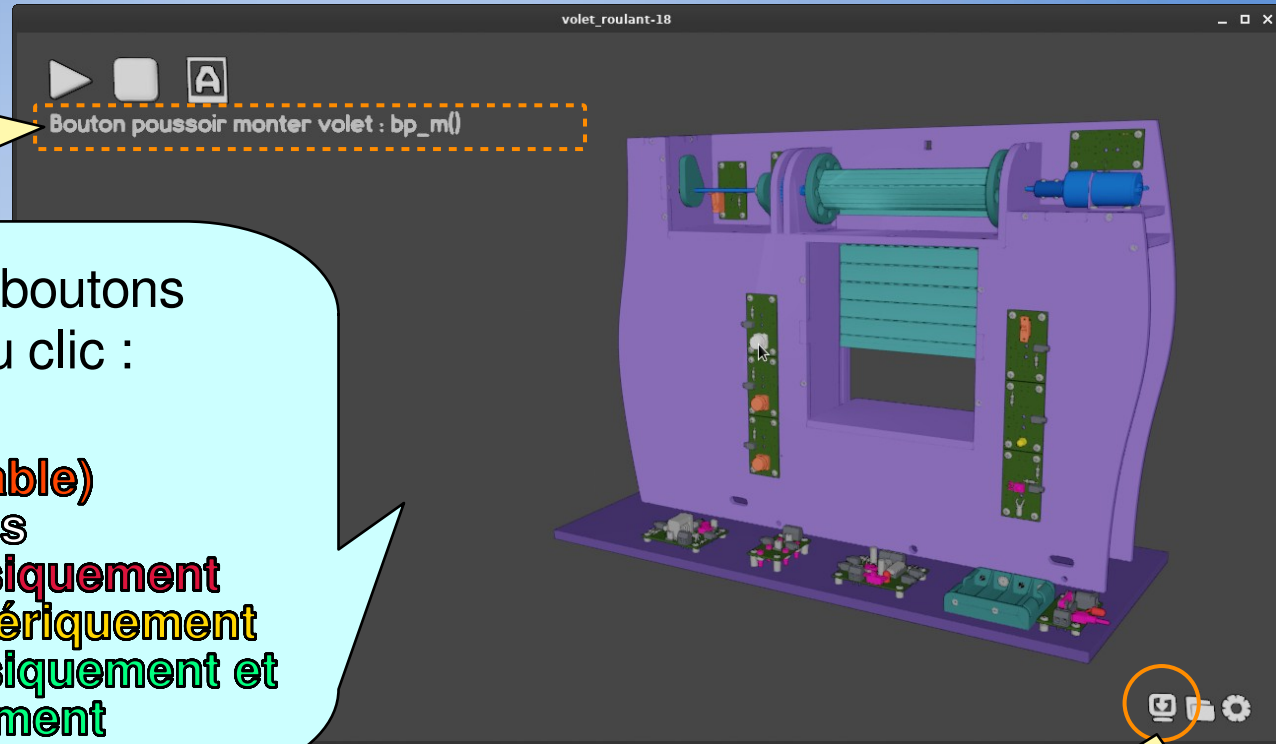 volet_roulant-18
A
Bouton poussoir monter volet : bp_m()
boutons
clic :
able)
s
siquement
ériquement
siquement et
ment